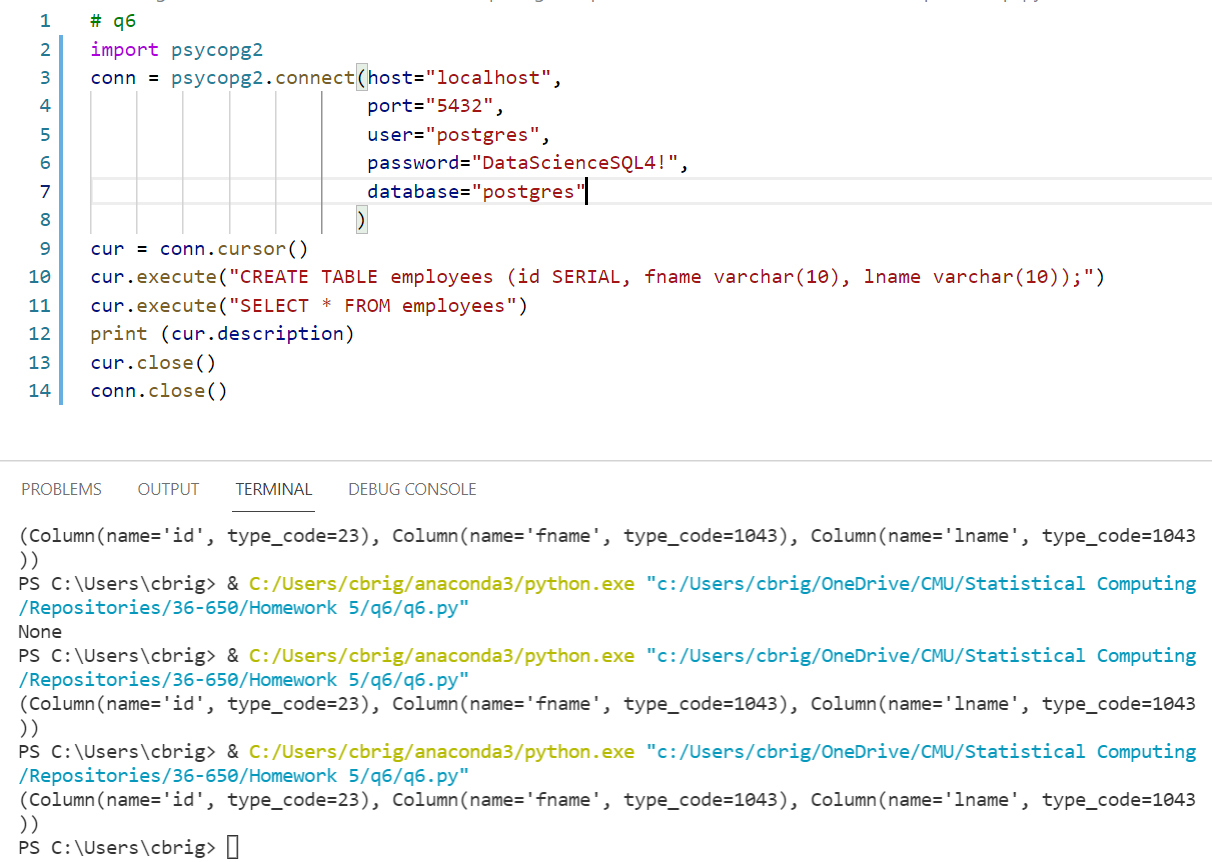 1 # q6
2 import psycopg2
3 conn = psycopg2.connect(host="localhost",
4 port="5432",
5 user="postgres",
6 password="DataScienceSQL4!",
7 database="postgres"
8 )
9 cur = conn.cursor()
10 cur.execute("CREATE TABLE employees (id SERIAL, fname varchar(10), lname varchar(10));")
11 cur.execute("SELECT * FROM employees")
12 print (cur.description)
13 cur.close()
14 conn.close()
PROBLEMS OUTPUT TERMINAL DEBUG CONSOLE
(Column(name='id', type_code=23), Column(name='fname', type_code=1043), Column(name='lname', type_code=1043
))
PS C:\Users\cbrig> & C:/Users/cbrig/anaconda3/python.exe "c:/Users/cbrig/OneDrive/CMU/Statistical Computing
/Repositories/36-650/Homework 5/q6/q6.py"
None
PS C:\Users\cbrig> & C:/Users/cbrig/anaconda3/python.exe "c:/Users/cbrig/OneDrive/CMU/Statistical Computing
/Repositories/36-650/Homework 5/q6/q6.py"
(Column(name='id', type_code=23), Column(name='fname', type_code=1043), Column(name='lname', type_code=1043
))
PS C:\Users\cbrig> & C:/Users/cbrig/anaconda3/python.exe "c:/Users/cbrig/OneDrive/CMU/Statistical Computing
/Repositories/36-650/Homework 5/q6/q6.py"
(Column(name='id', type_code=23), Column(name='fname', type_code=1043), Column(name='lname', type_code=1043
))
PS C:\Users\cbrig>